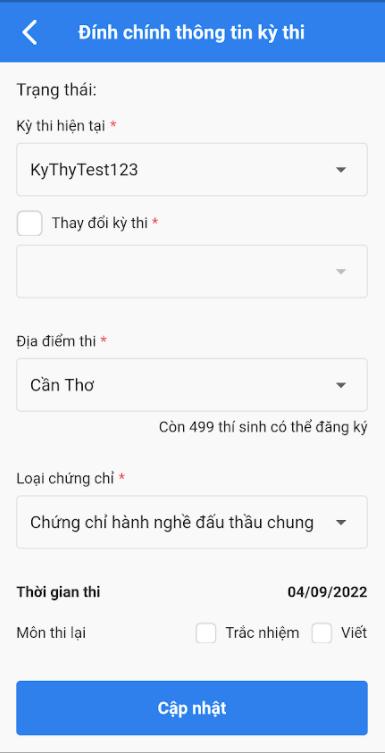 Đính chính thông tin kỳ thi
Trạng thái:
Kỳ thi hiện tại *
KyThyTest123
Thay đổi kỳ thi *
Địa điểm thi *
Cần Thơ
Còn 499 thí sinh có thể đăng ký
Loại chứng chỉ *
Chứng chỉ hành nghề đấu thầu chung
Thời gian thi 04/09/2022
Môn thi lại Trắc nhiệm Viết
Cập nhật